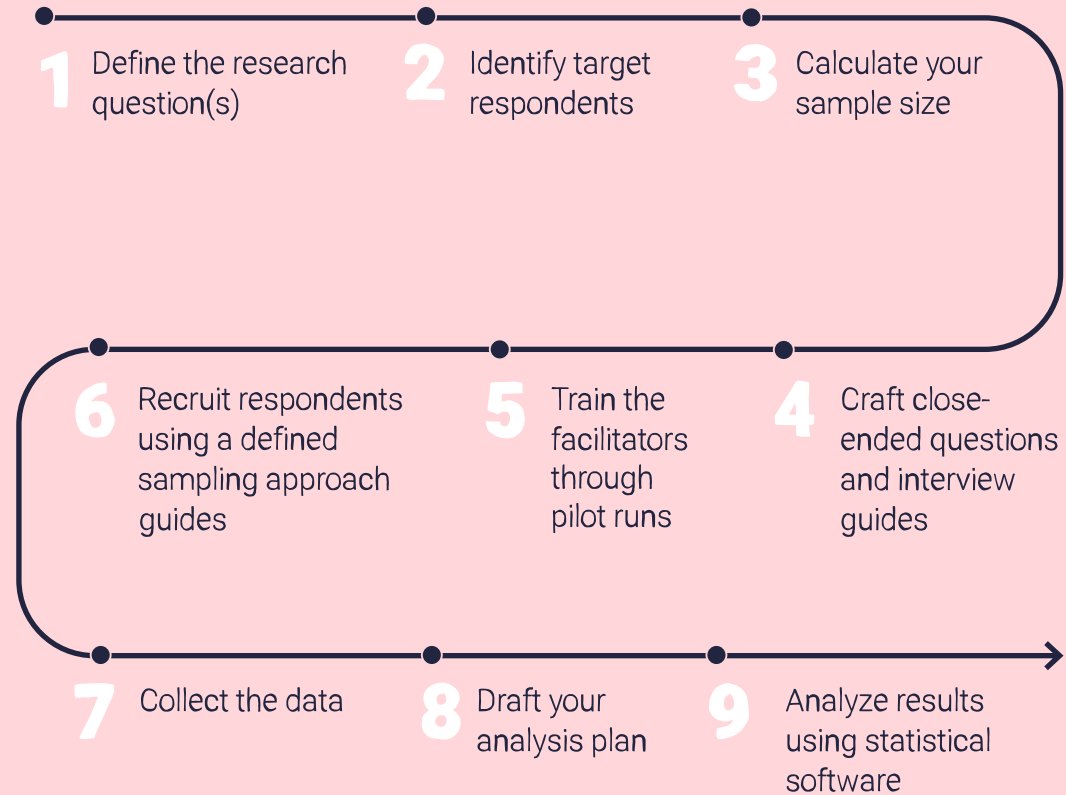 1 Define the research
question(s)
2 Identify target
respondents
3 Calculate your
sample size
4 Craft close-
ended questions
and interview
guides
5 Train the
facilitators
through
pilot runs
6 Recruit respondents
using a defined
sampling approach
guides
7 Collect the data
8 Draft your
analysis plan
9 Analyze results
using statistical
software